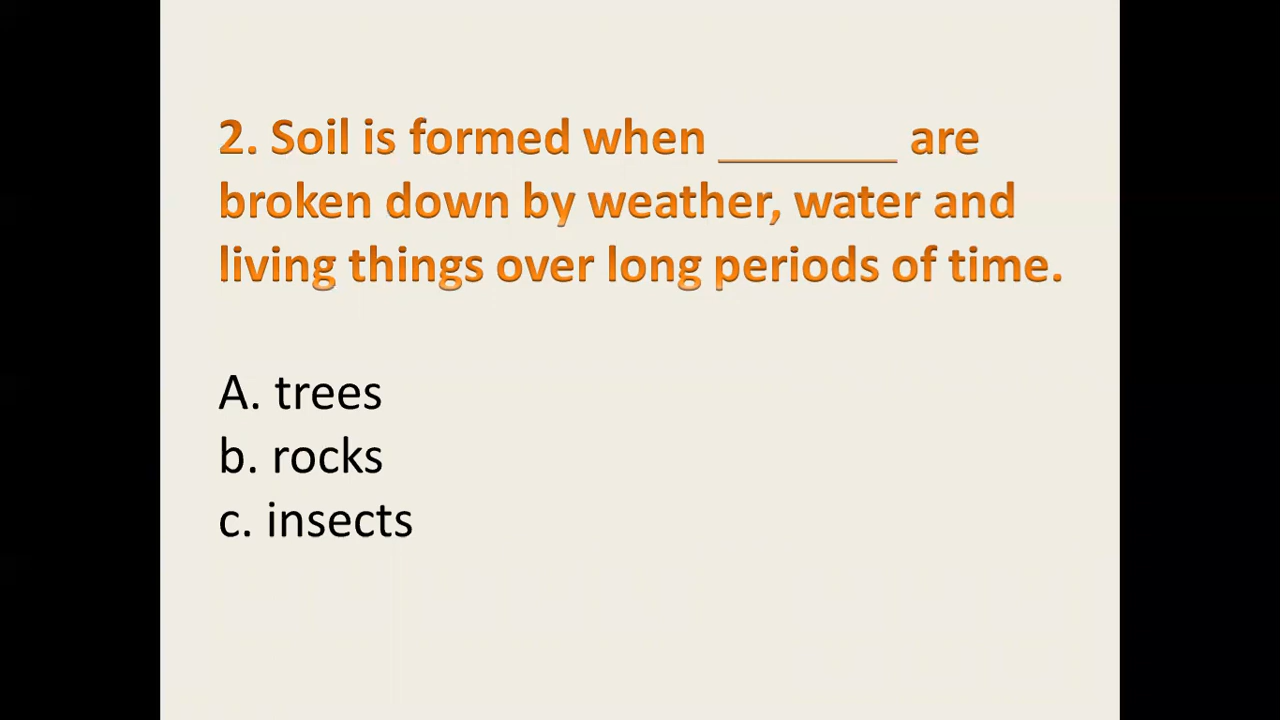 2. Soil is formed when _______ are
broken down by weather, water and
living things over long periods of time.
A. trees
b. rocks
c. insects